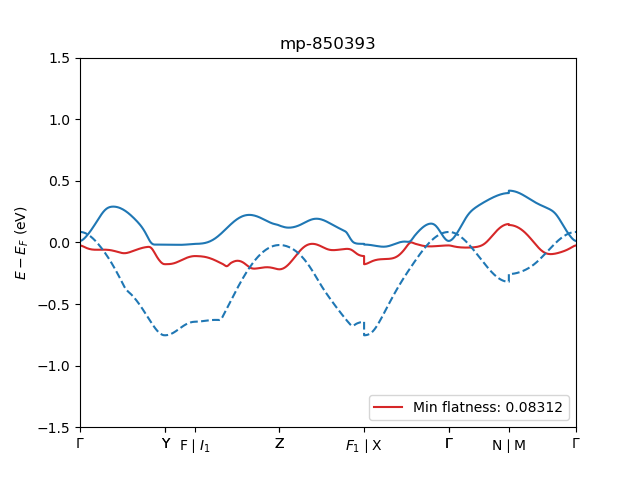 mp-850393
1.5
1.0
0.5
0.0
−0.5
−1.0
−1.5
E − E_F (eV)
Min flatness: 0.08312
Γ Y F | I₁ Z F₁ | X Γ N | M Γ